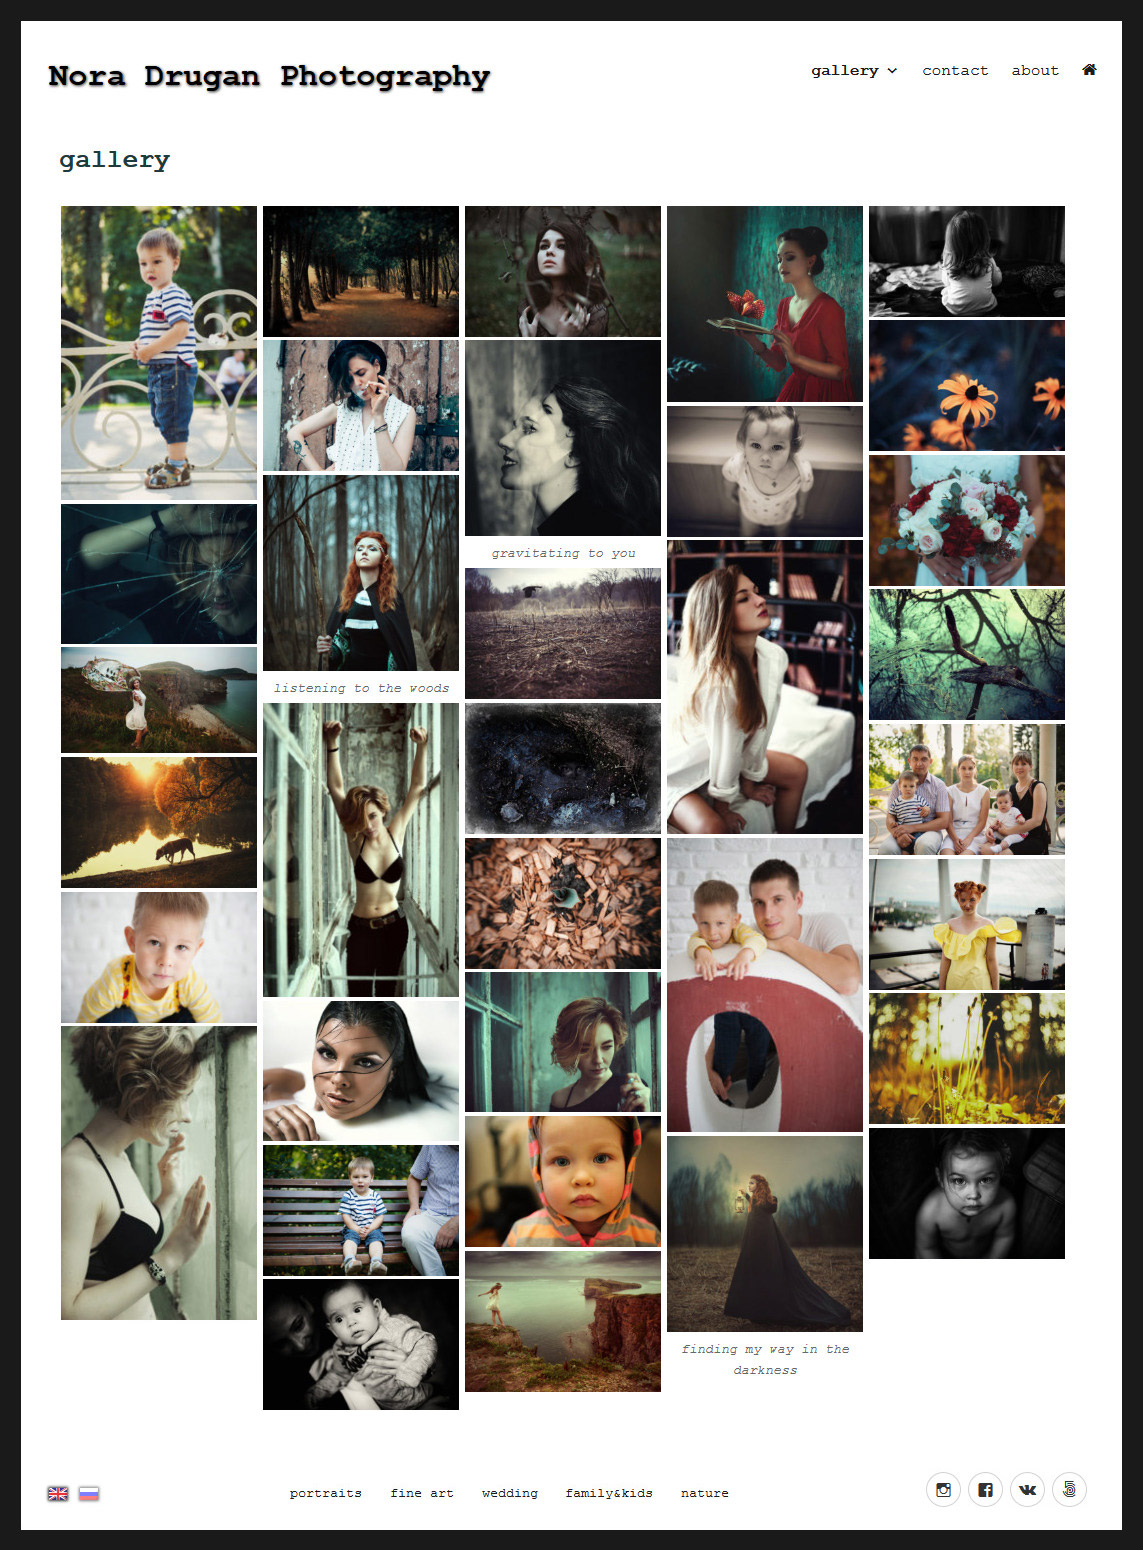 Nora Drugan Photography
gallery
contact
about
gallery
gravitating to you
listening to the woods
finding my way in the
darkness
portraits
fine art
wedding
family&kids
nature